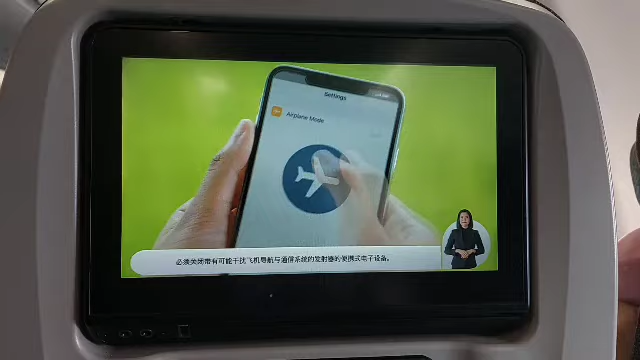 Settings
Airplane Mode
必须关闭带有可能干扰飞机导航与通信系统的发射器的便携式电子设备。